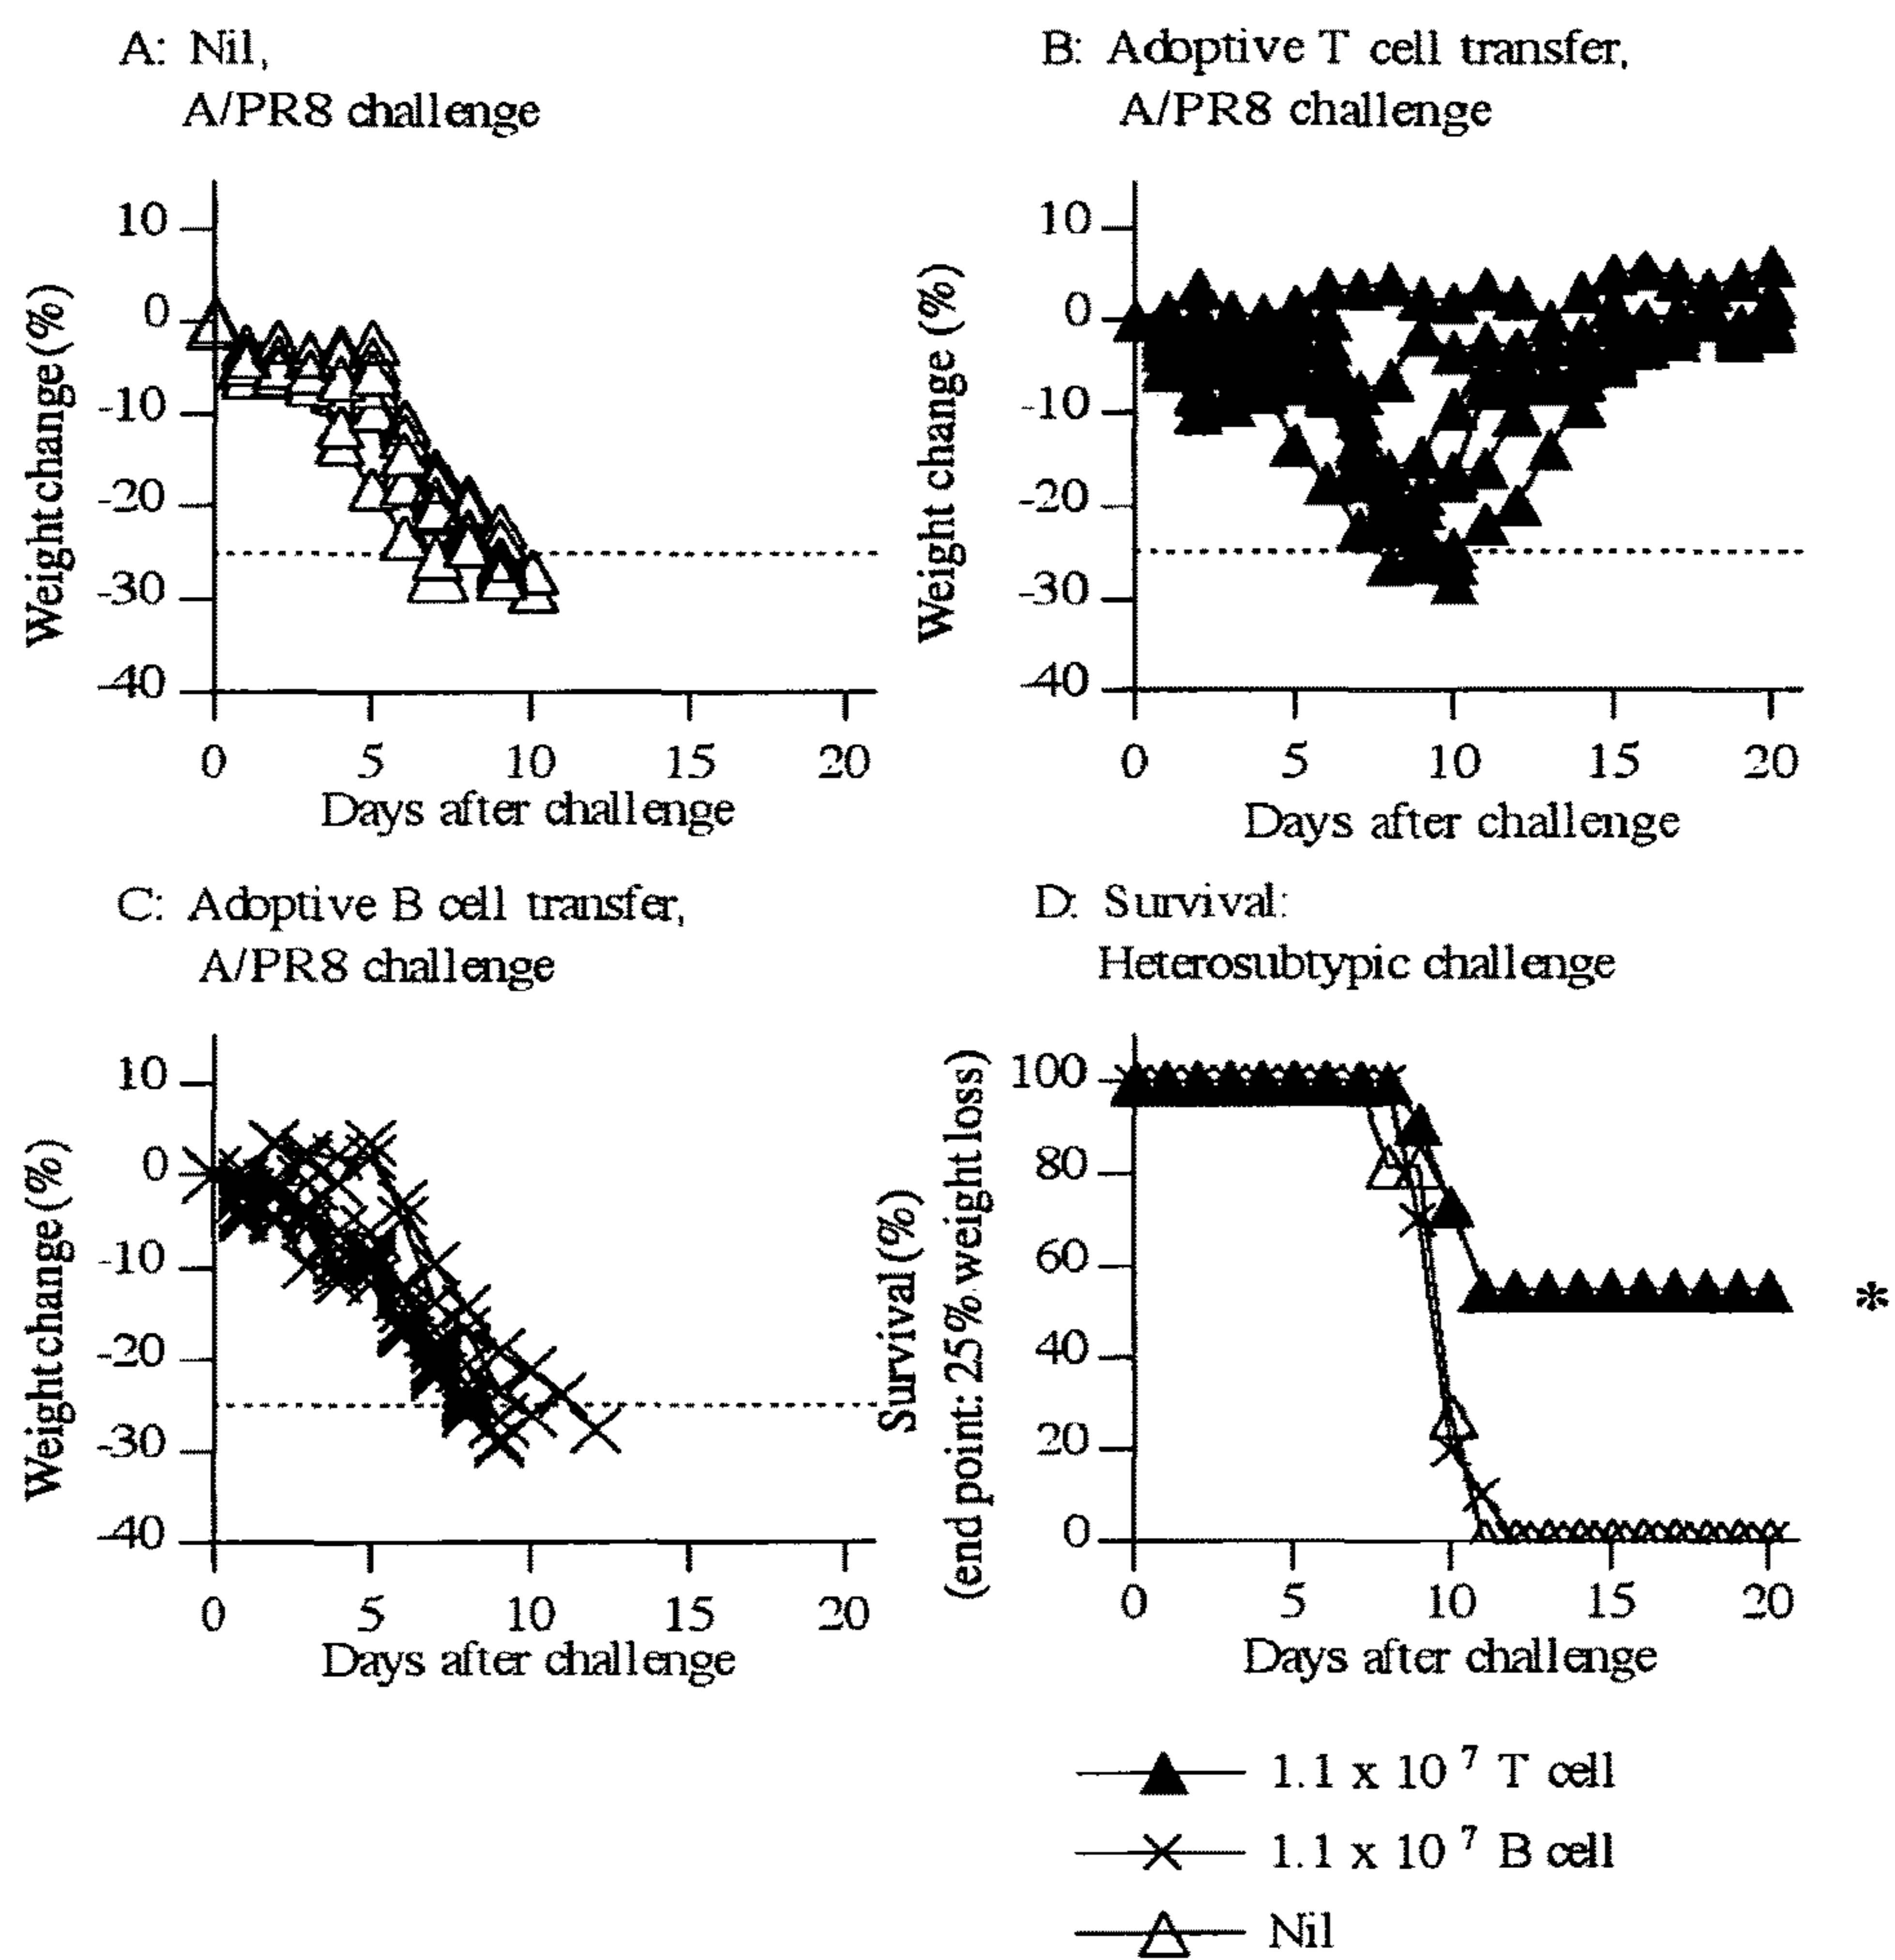 A: Nil,
A/PR8 challenge
10
0
-10
-20
-30
-40
Weight change (%)
0 5 10 15 20
Days after challenge
B: Adoptive T cell transfer,
A/PR8 challenge
10
0
-10
-20
-30
-40
Weight change (%)
0 5 10 15 20
Days after challenge
C: Adoptive B cell transfer,
A/PR8 challenge
10
0
-10
-20
-30
-40
Weight change (%)
0 5 10 15 20
Days after challenge
D: Survival:
Heterosubtypic challenge
100
80
60
40
20
0
Survival (%)
(end point: 25% weight loss)
*
0 5 10 15 20
Days after challenge
1.1 x 10⁷ T cell
1.1 x 10⁷ B cell
Nil